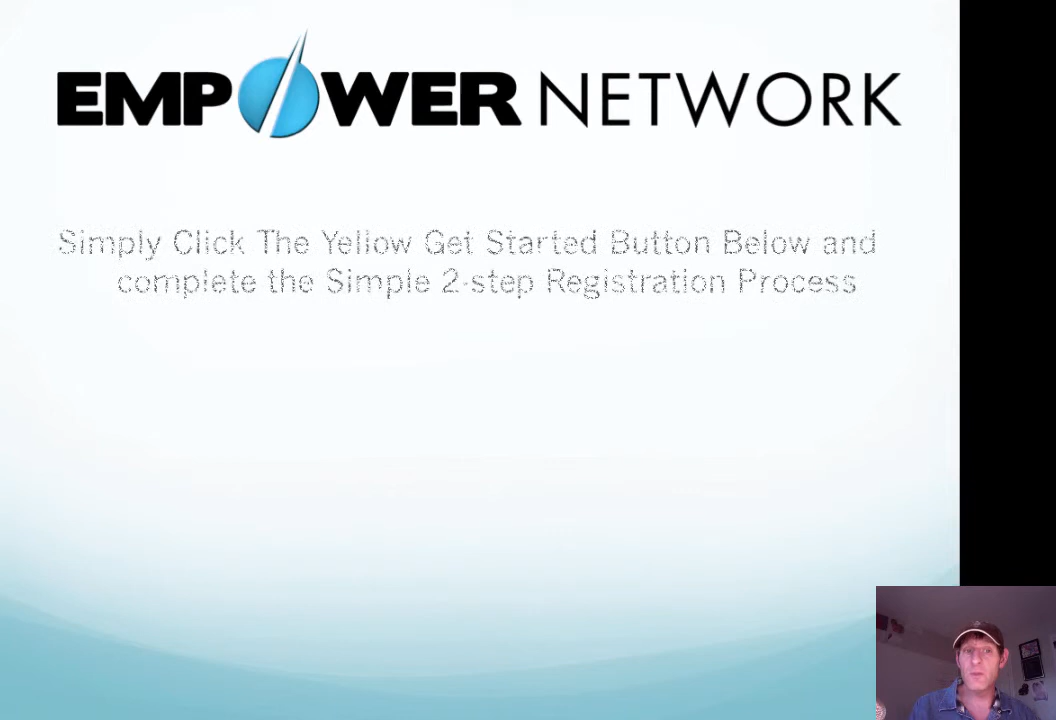 EMPOWER NETWORK
Simply Click The Yellow Get Started Button Below and
complete the Simple 2-step Registration Process